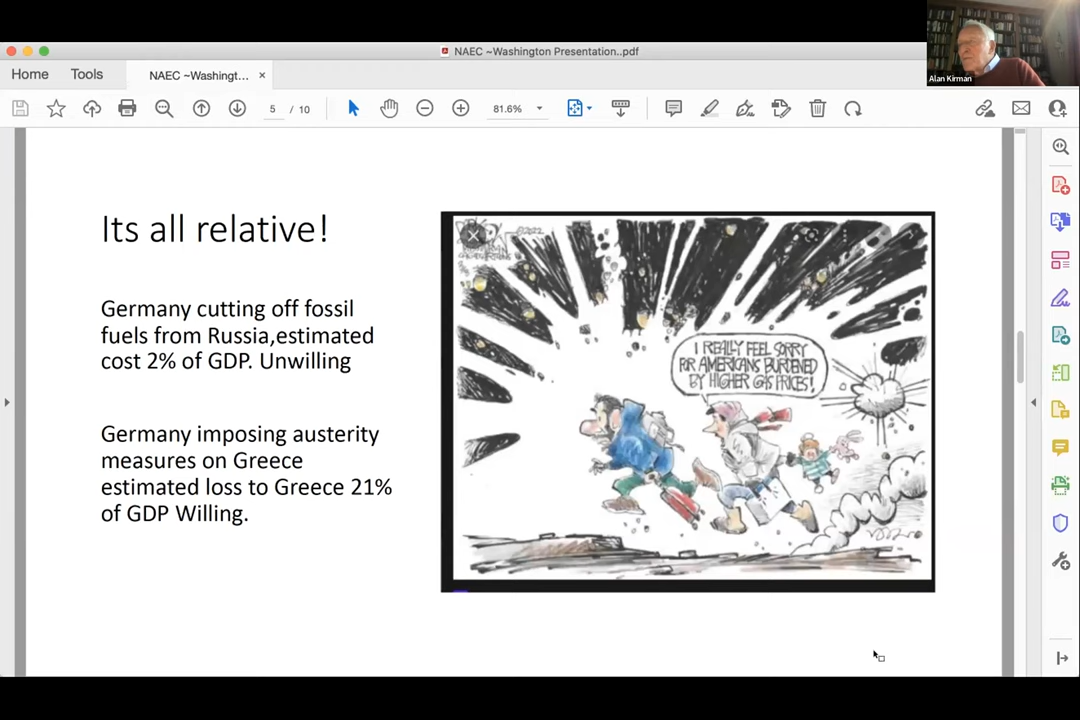 NAEC ~Washington Presentation..pdf
Home
Tools
NAEC ~Washingt...
5 / 10
81.6%
Alan Kirman
Its all relative!
Germany cutting off fossil
fuels from Russia,estimated
cost 2% of GDP. Unwilling
Germany imposing austerity
measures on Greece
estimated loss to Greece 21%
of GDP Willing.
I REALLY FEEL SORRY
FOR AMERICANS BURDENED
BY HIGHER GAS PRICES!
©2022